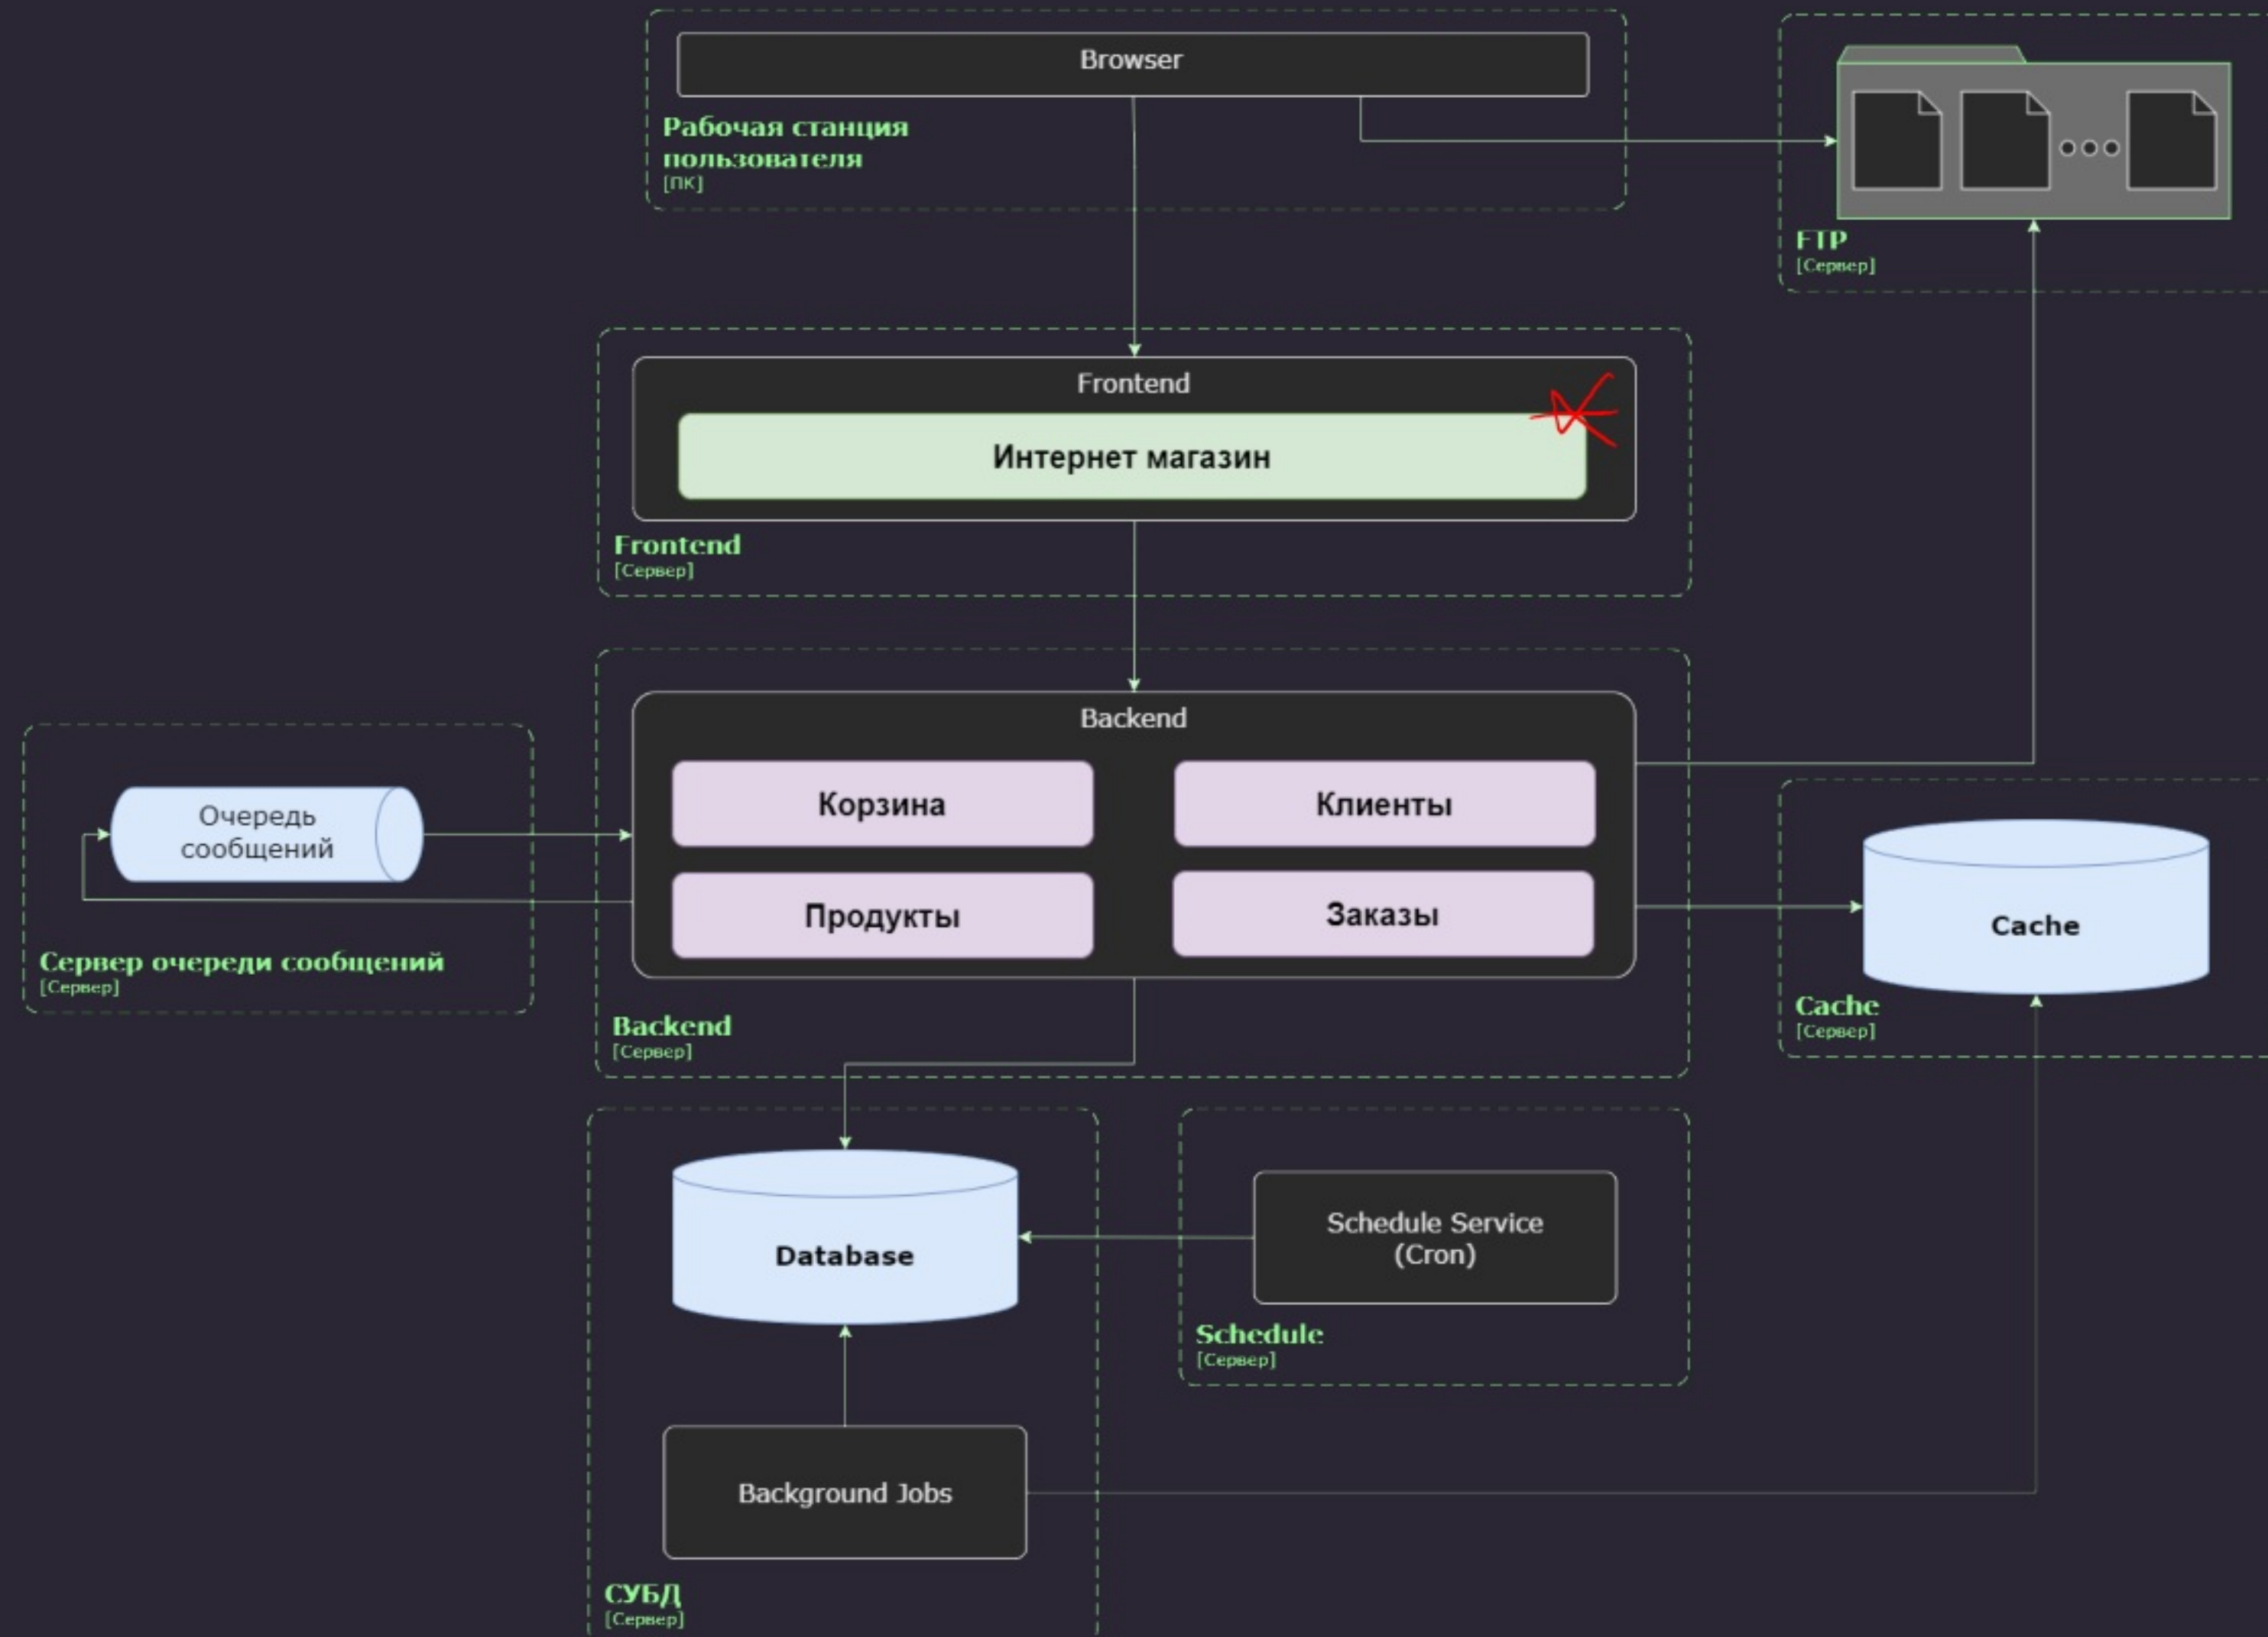 Browser
Рабочая станция
пользователя
[ПК]
FTP
[Сервер]
Frontend
Интернет магазин
Frontend
[Сервер]
Backend
Корзина
Клиенты
Продукты
Заказы
Backend
[Сервер]
Очередь
сообщений
Сервер очереди сообщений
[Сервер]
Cache
Cache
[Сервер]
Database
Schedule Service
(Cron)
Schedule
[Сервер]
Background Jobs
СУБД
[Сервер]